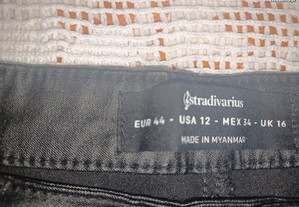 stradivarius
EUR 44 - USA 12 - MEX 34 - UK 16
MADE IN MYANMAR